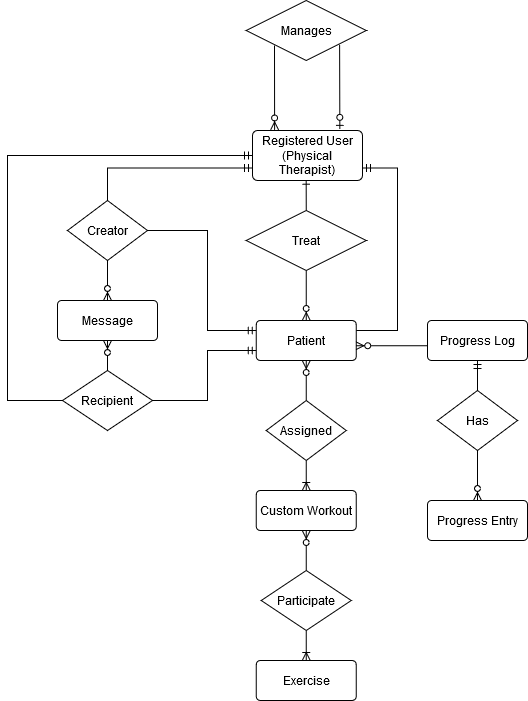 Manages
Registered User
(Physical
Therapist)
Creator
Treat
Message
Patient
Progress Log
Recipient
Assigned
Has
Custom Workout
Progress Entry
Participate
Exercise